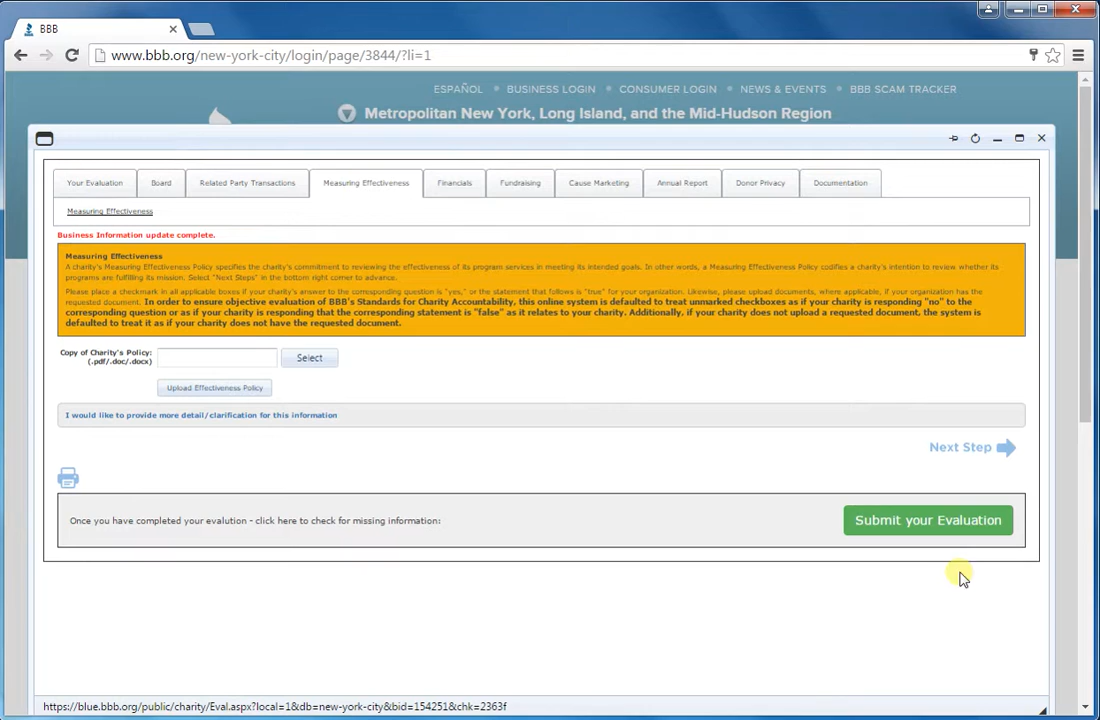 BBB
www.bbb.org/new-york-city/login/page/3844/?li=1
ESPAÑOL • BUSINESS LOGIN • CONSUMER LOGIN • NEWS & EVENTS • BBB SCAM TRACKER
Metropolitan New York, Long Island, and the Mid-Hudson Region
Your Evaluation Board Related Party Transactions Measuring Effectiveness Financials Fundraising Cause Marketing Annual Report Donor Privacy Documentation
Measuring Effectiveness
Business Information update complete.
Measuring Effectiveness
A charity's Measuring Effectiveness Policy specifies the charity's commitment to reviewing the effectiveness of its program services in meeting its intended goals. In other words, a Measuring Effectiveness Policy codifies a charity's intention to review whether its
programs are fulfilling its mission. Select "Next Steps" in the bottom right corner to advance.
Please place a checkmark in all applicable boxes if your charity's answer to the corresponding question is "yes," or the statement that follows is "true" for your organization. Likewise, please upload documents, where applicable, if your organization has the
requested document. In order to ensure objective evaluation of BBB's Standards for Charity Accountability, this online system is defaulted to treat unmarked checkboxes as if your charity is responding "no" to the
corresponding question or as if your charity is responding that the corresponding statement is "false" as it relates to your charity. Additionally, if your charity does not upload a requested document, the system is
defaulted to treat it as if your charity does not have the requested document.
Copy of Charity's Policy:
(.pdf/.doc/.docx)
Select
Upload Effectiveness Policy
I would like to provide more detail/clarification for this information
Next Step
Once you have completed your evalution - click here to check for missing information:
Submit your Evaluation
https://blue.bbb.org/public/charity/Eval.aspx?local=1&db=new-york-city&bid=154251&chk=2363f